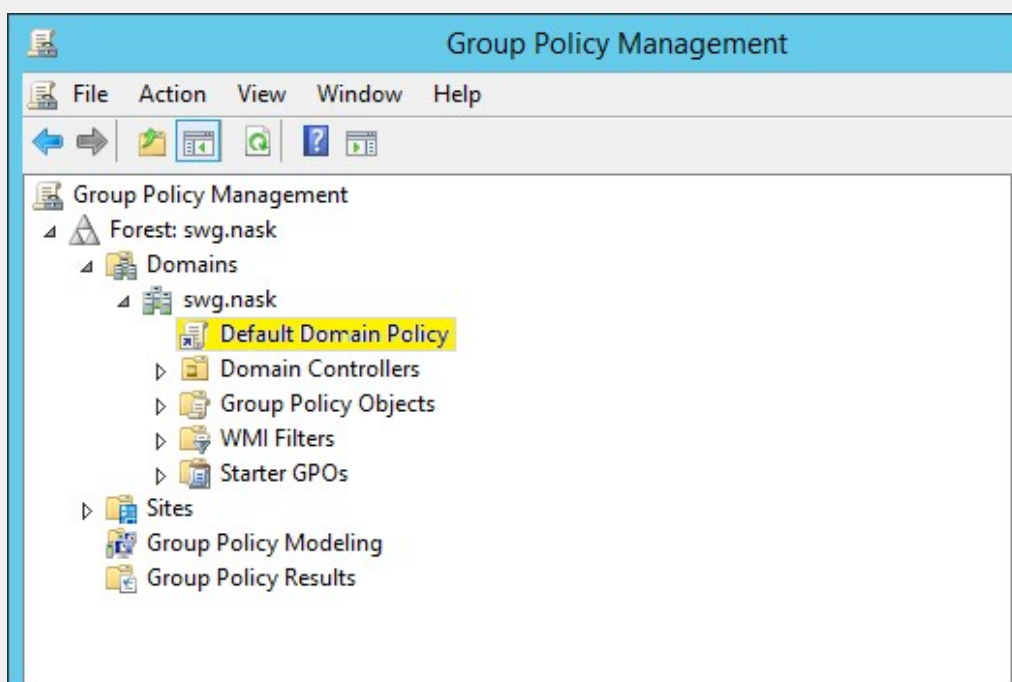 Group Policy Management
File Action View Window Help
Group Policy Management
Forest: swg.nask
Domains
swg.nask
Default Domain Policy
Domain Controllers
Group Policy Objects
WMI Filters
Starter GPOs
Sites
Group Policy Modeling
Group Policy Results